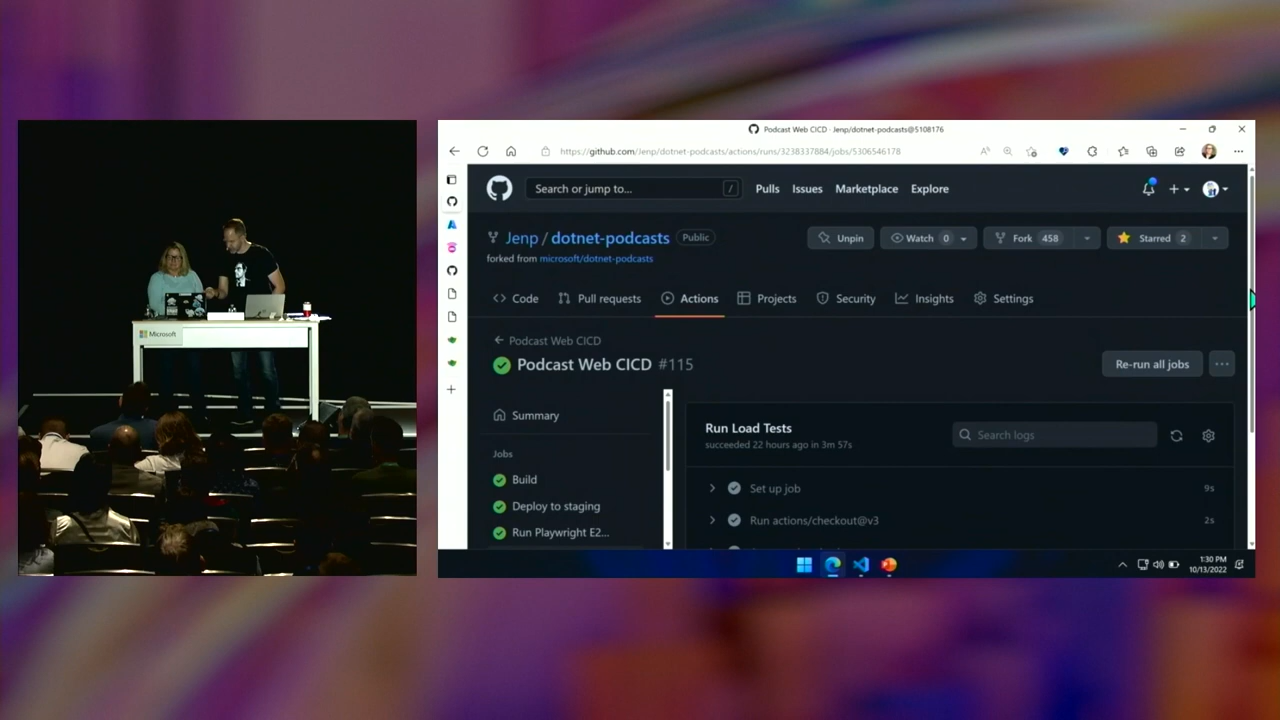 Microsoft
Podcast Web CICD · Jenp/dotnet-podcasts@5108176
https://github.com/Jenp/dotnet-podcasts/actions/runs/3238337884/jobs/5306546178
Search or jump to... /
Pulls Issues Marketplace Explore
Jenp / dotnet-podcasts Public
Unpin Watch 0 Fork 458 Starred 2
forked from microsoft/dotnet-podcasts
Code Pull requests Actions Projects Security Insights Settings
Podcast Web CICD
Podcast Web CICD #115
Re-run all jobs
Summary
Jobs
Build
Deploy to staging
Run Playwright E2...
Run Load Tests
succeeded 22 hours ago in 3m 57s
Search logs
Set up job 9s
Run actions/checkout@v3 2s
1:30 PM
10/13/2022